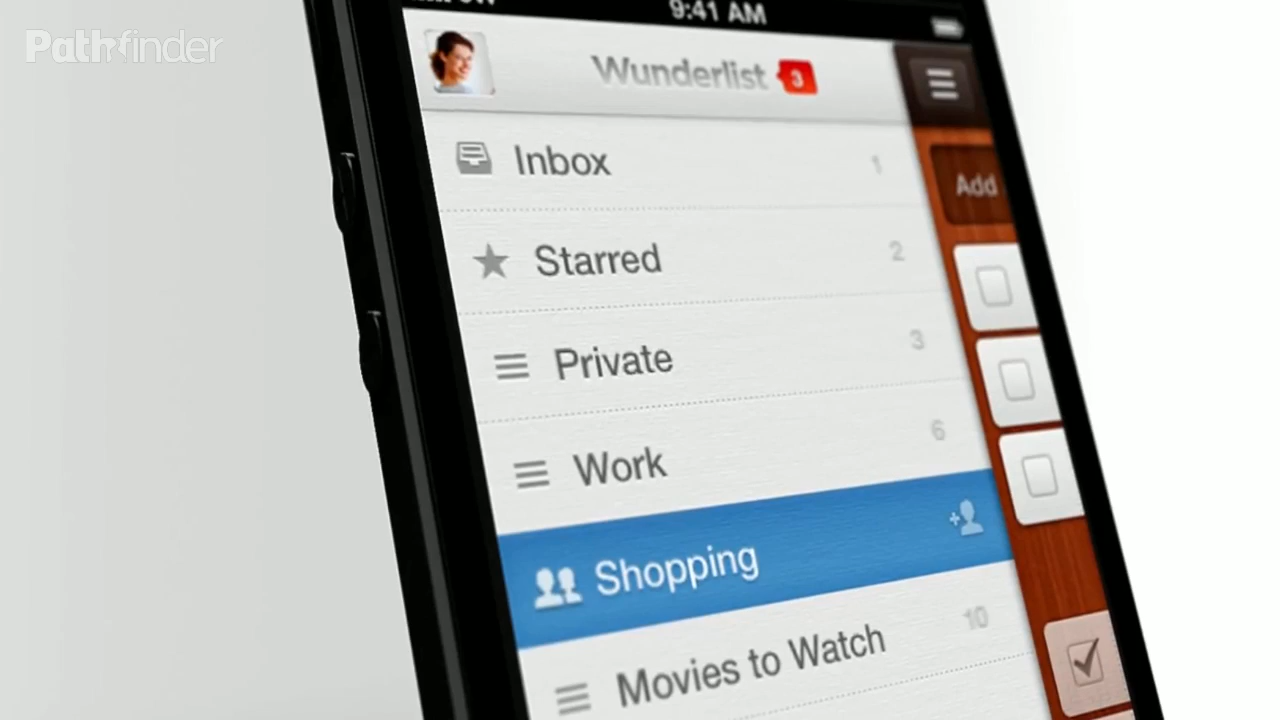 Pathfinder
9:41 AM
Wunderlist 3
Add
Inbox 1
Starred 2
Private 3
Work 6
Shopping
Movies to Watch 10